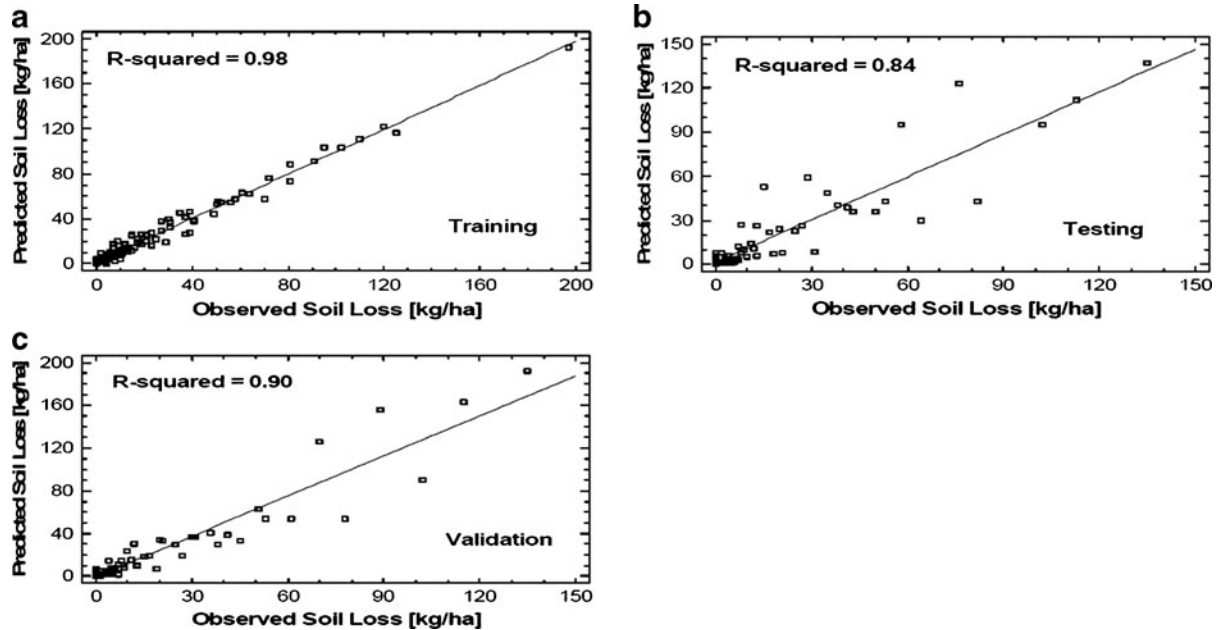 a
Predicted Soil Loss [kg/ha]
200
160
120
80
40
0
R-squared = 0.98
Training
0 40 80 120 160 200
Observed Soil Loss [kg/ha]
b
Predicted Soil Loss [kg/ha]
150
120
90
60
30
0
R-squared = 0.84
Testing
0 30 60 90 120 150
Observed Soil Loss [kg/ha]
c
Predicted Soil Loss [kg/ha]
200
160
120
80
40
0
R-squared = 0.90
Validation
0 30 60 90 120 150
Observed Soil Loss [kg/ha]